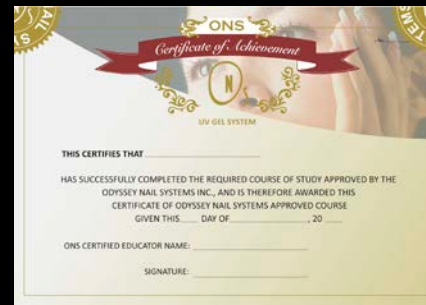 ONS
Certificate of Achievement
ONS
UV GEL SYSTEM
THIS CERTIFIES THAT
HAS SUCCESSFULLY COMPLETED THE REQUIRED COURSE OF STUDY APPROVED BY THE
ODYSSEY NAIL SYSTEMS INC., AND IS THEREFORE AWARDED THIS
CERTIFICATE OF ODYSSEY NAIL SYSTEMS APPROVED COURSE
GIVEN THIS DAY OF , 20
ONS CERTIFIED EDUCATOR NAME:
SIGNATURE: